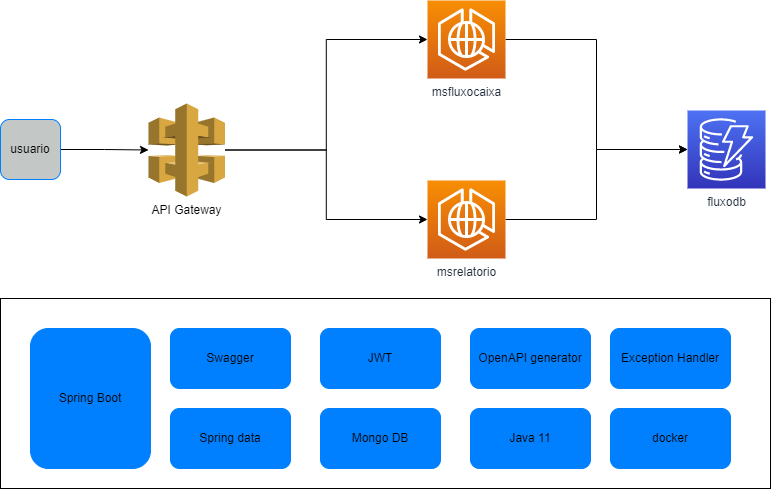 msfluxocaixa
usuario
API Gateway
fluxodb
msrelatorio
Spring Boot
Swagger
JWT
OpenAPI generator
Exception Handler
Spring data
Mongo DB
Java 11
docker